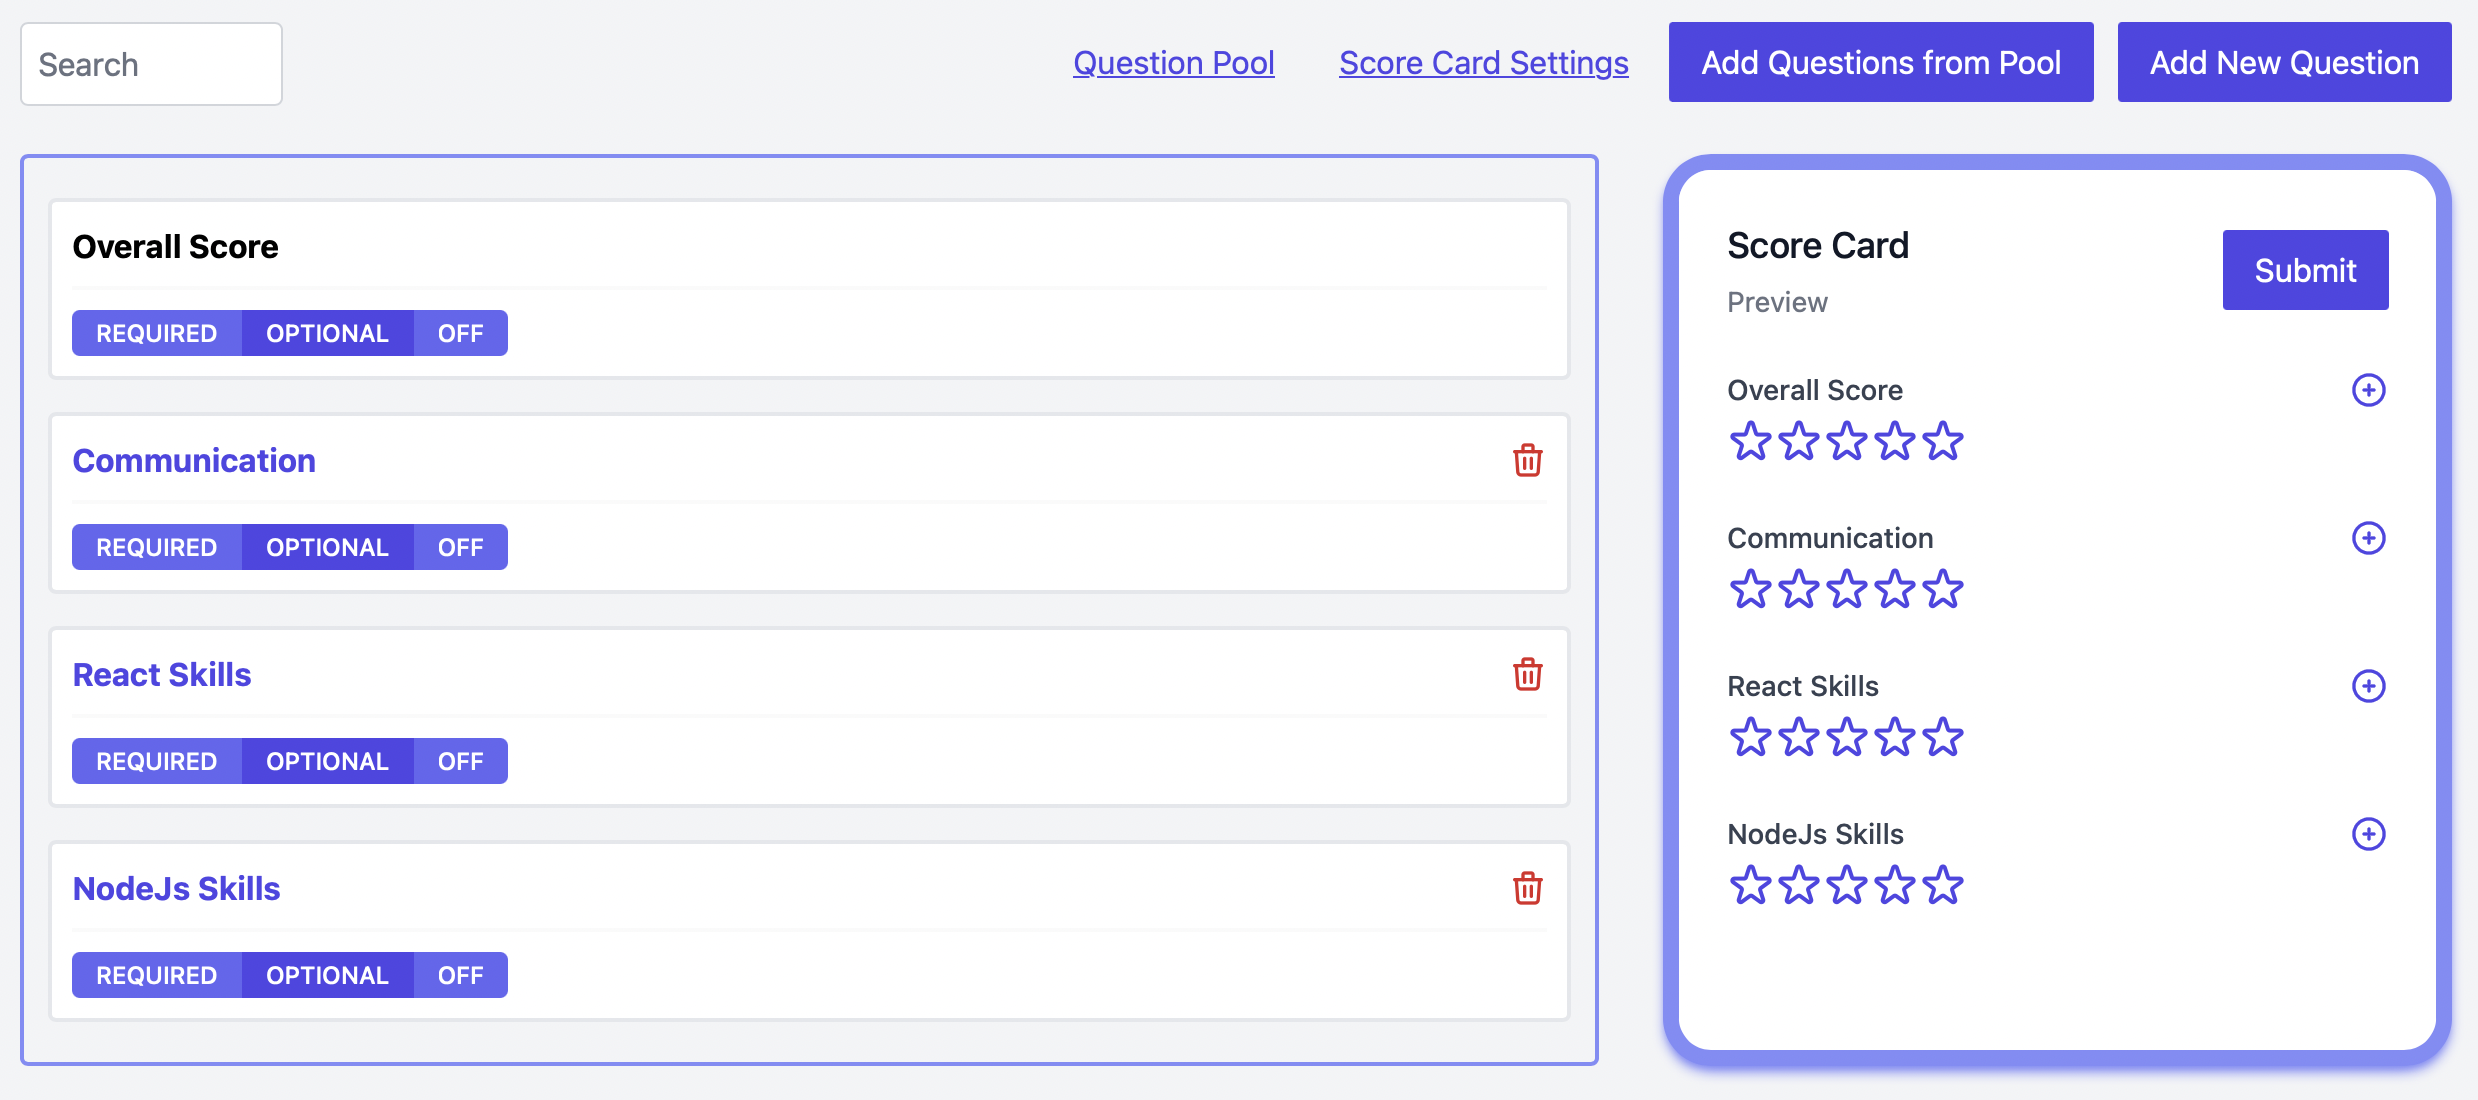 Search
Question Pool
Score Card Settings
Add Questions from Pool
Add New Question
Overall Score
REQUIRED OPTIONAL OFF
Communication
REQUIRED OPTIONAL OFF
React Skills
REQUIRED OPTIONAL OFF
NodeJs Skills
REQUIRED OPTIONAL OFF
Score Card
Submit
Preview
Overall Score
Communication
React Skills
NodeJs Skills